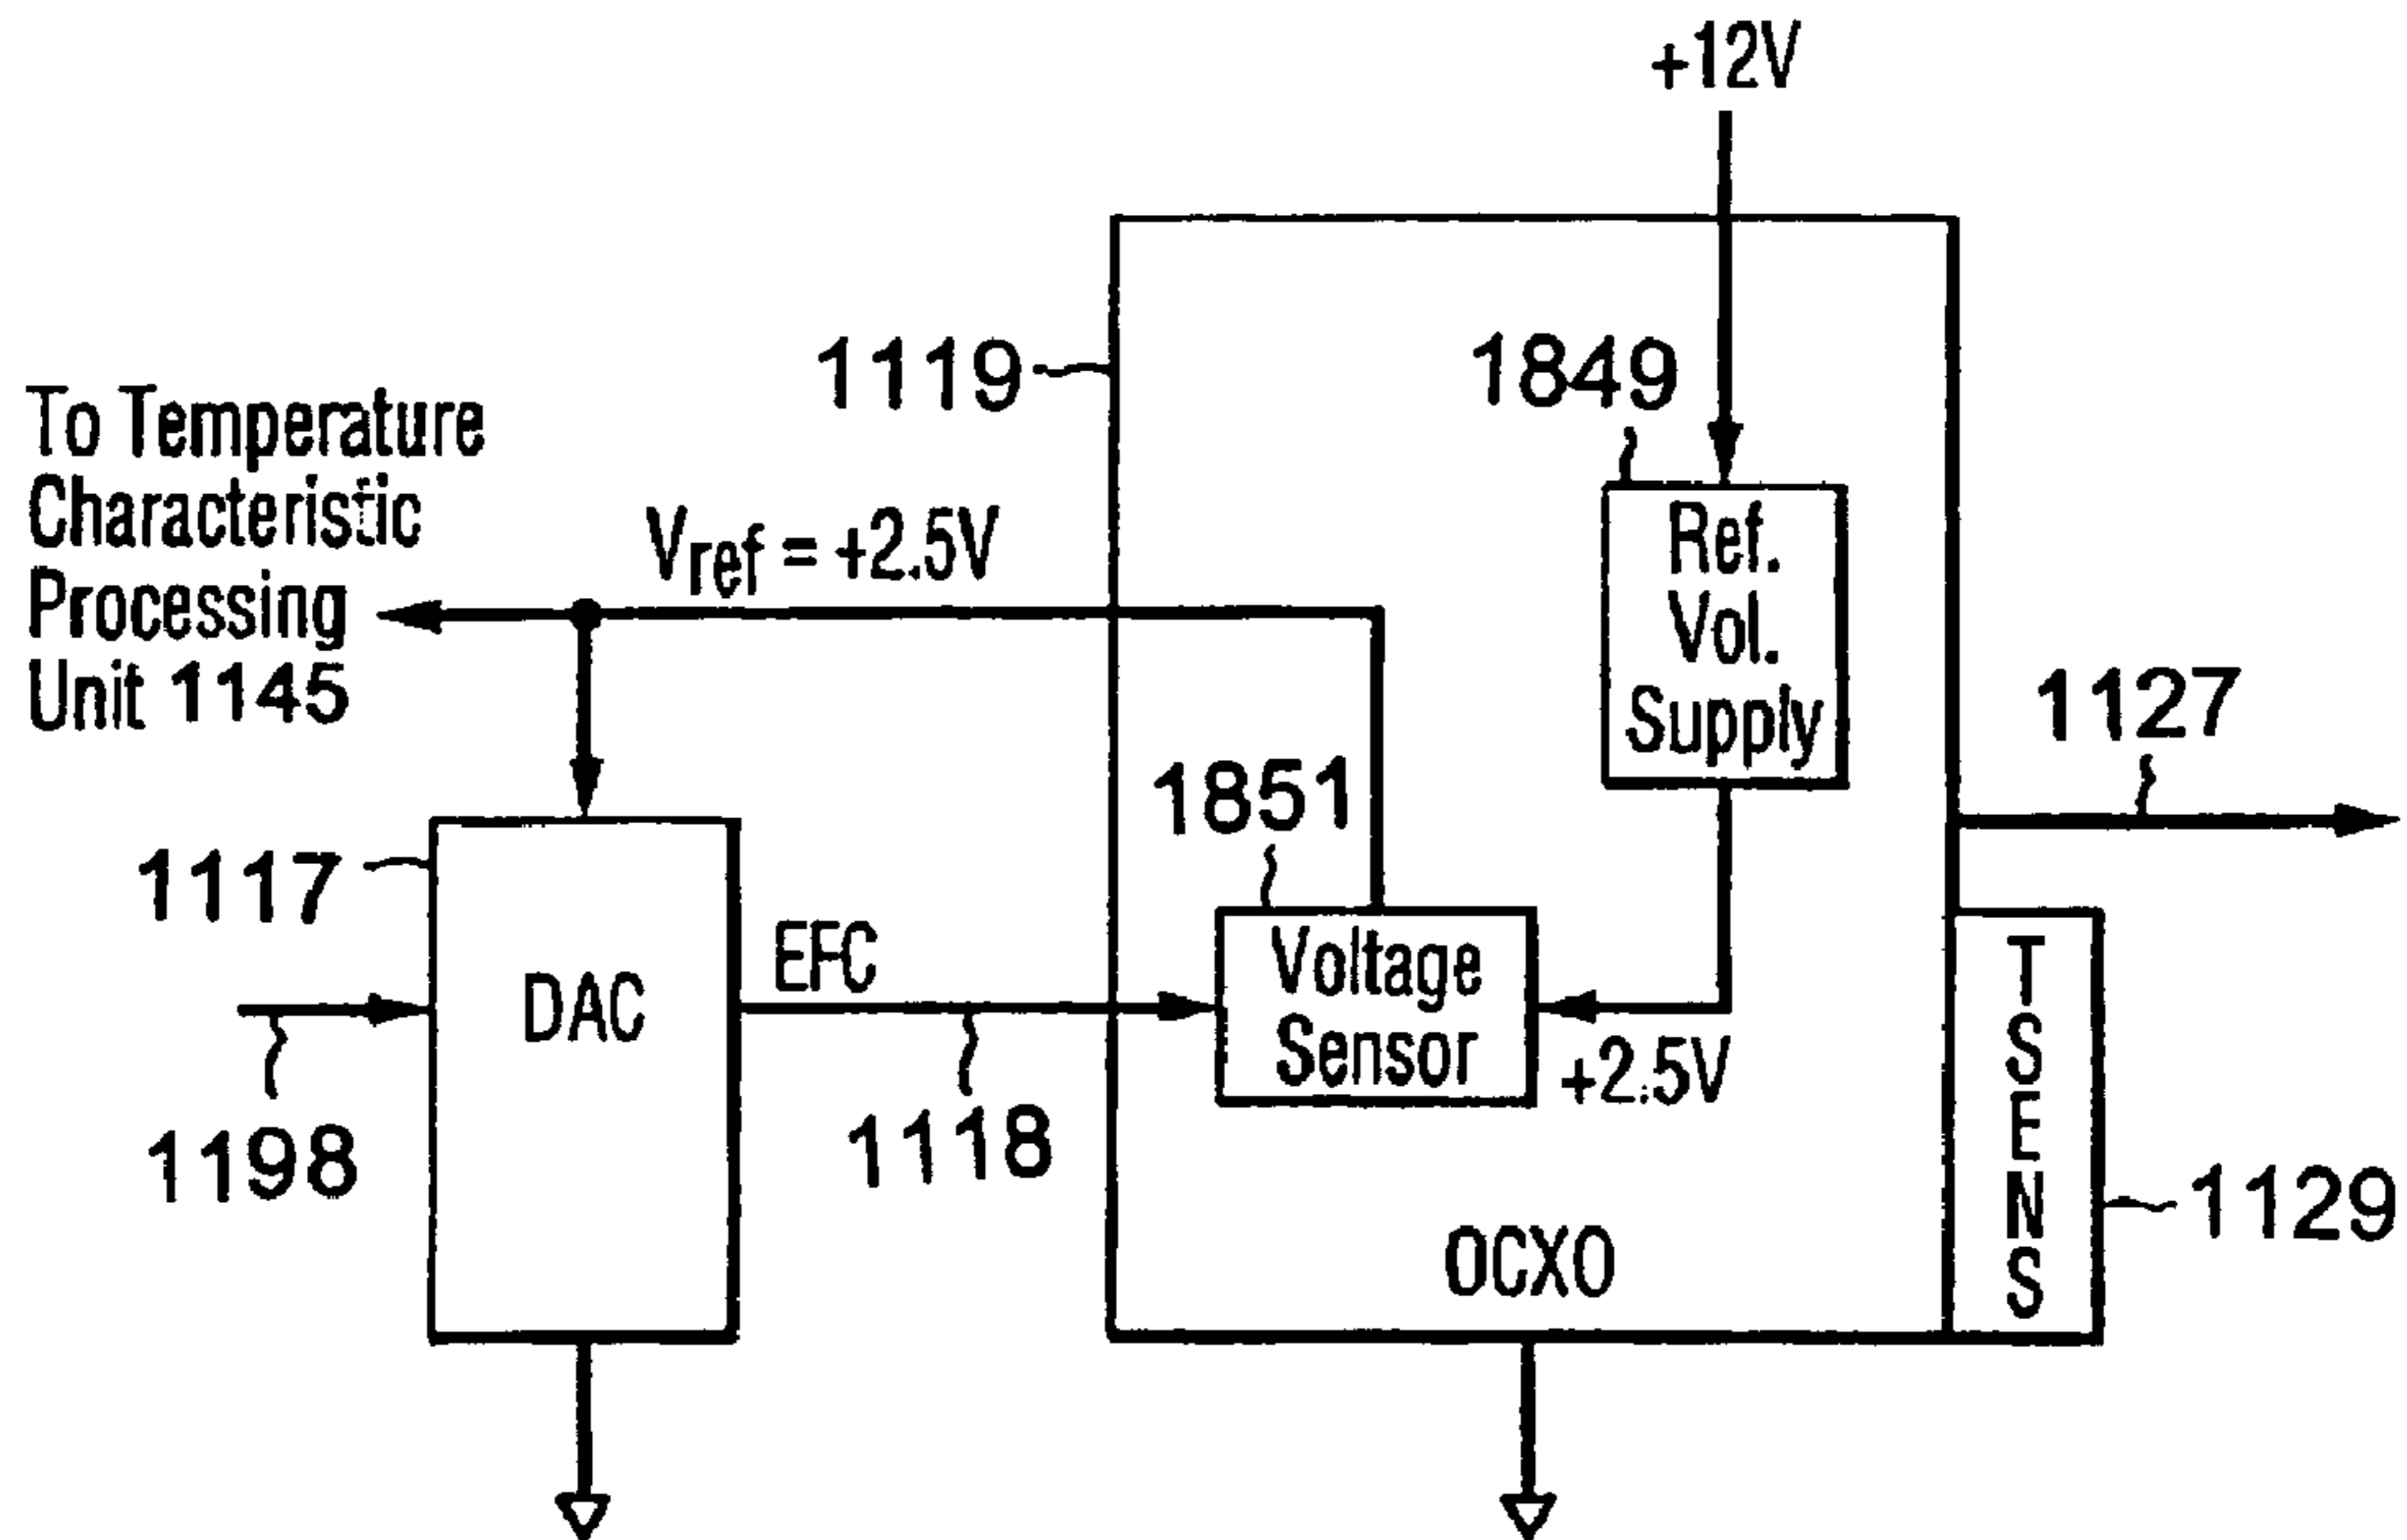 +12V
1119
1849
To Temperature
Characteristic
Processing
Unit 1145
Vref = +2.5V
Ref.
Vol.
Supply
1127
1851
1117
EFC
DAC
Voltage
Sensor
+2.5V
1198
1118
OCXO
TSENS
1129